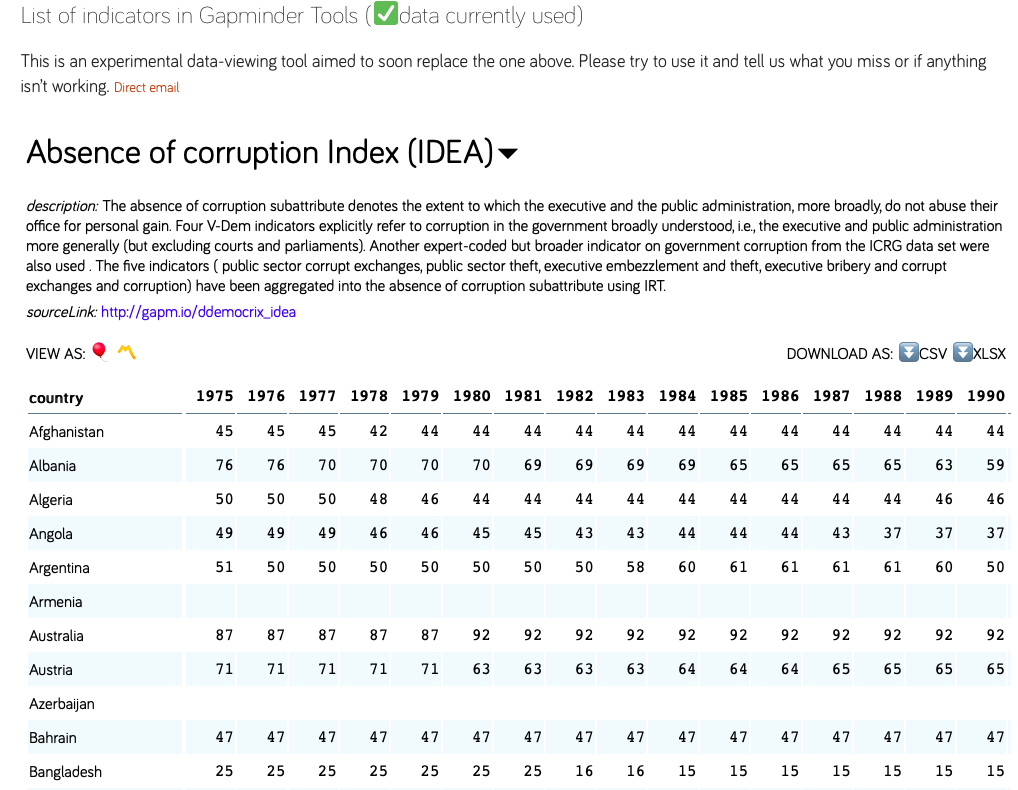 List of indicators in Gapminder Tools (✅data currently used)
This is an experimental data-viewing tool aimed to soon replace the one above. Please try to use it and tell us what you miss or if anything
isn't working. Direct email
Absence of corruption Index (IDEA)
description: The absence of corruption subattribute denotes the extent to which the executive and the public administration, more broadly, do not abuse their
office for personal gain. Four V-Dem indicators explicitly refer to corruption in the government broadly understood, i.e., the executive and public administration
more generally (but excluding courts and parliaments). Another expert-coded but broader indicator on government corruption from the ICRG data set were
also used . The five indicators ( public sector corrupt exchanges, public sector theft, executive embezzlement and theft, executive bribery and corrupt
exchanges and corruption) have been aggregated into the absence of corruption subattribute using IRT.
sourceLink: http://gapm.io/ddemocrix_idea
VIEW AS: DOWNLOAD AS: CSV XLSX
country 1975 1976 1977 1978 1979 1980 1981 1982 1983 1984 1985 1986 1987 1988 1989 1990
Afghanistan 45 45 45 42 44 44 44 44 44 44 44 44 44 44 44 44
Albania 76 76 70 70 70 70 69 69 69 69 65 65 65 65 63 59
Algeria 50 50 50 48 46 44 44 44 44 44 44 44 44 44 46 46
Angola 49 49 49 46 46 45 45 43 43 44 44 44 43 37 37 37
Argentina 51 50 50 50 50 50 50 50 58 60 61 61 61 61 60 50
Armenia
Australia 87 87 87 87 87 92 92 92 92 92 92 92 92 92 92 92
Austria 71 71 71 71 71 63 63 63 63 64 64 64 65 65 65 65
Azerbaijan
Bahrain 47 47 47 47 47 47 47 47 47 47 47 47 47 47 47 47
Bangladesh 25 25 25 25 25 25 25 16 16 15 15 15 15 15 15 15